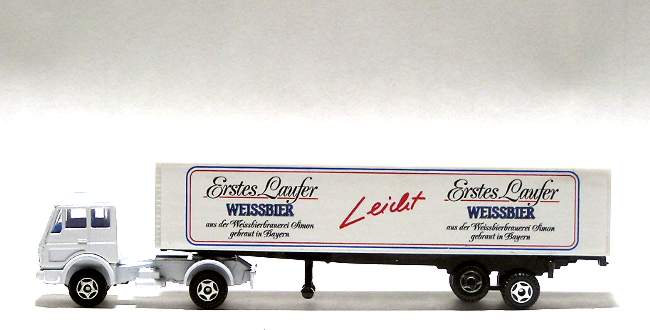 Erstes Laufer
WEISSBIER
aus der Weissbierbrauerei Simon
gebraut in Bayern
Leicht
Erstes Laufer
WEISSBIER
aus der Weissbierbrauerei Simon
gebraut in Bayern